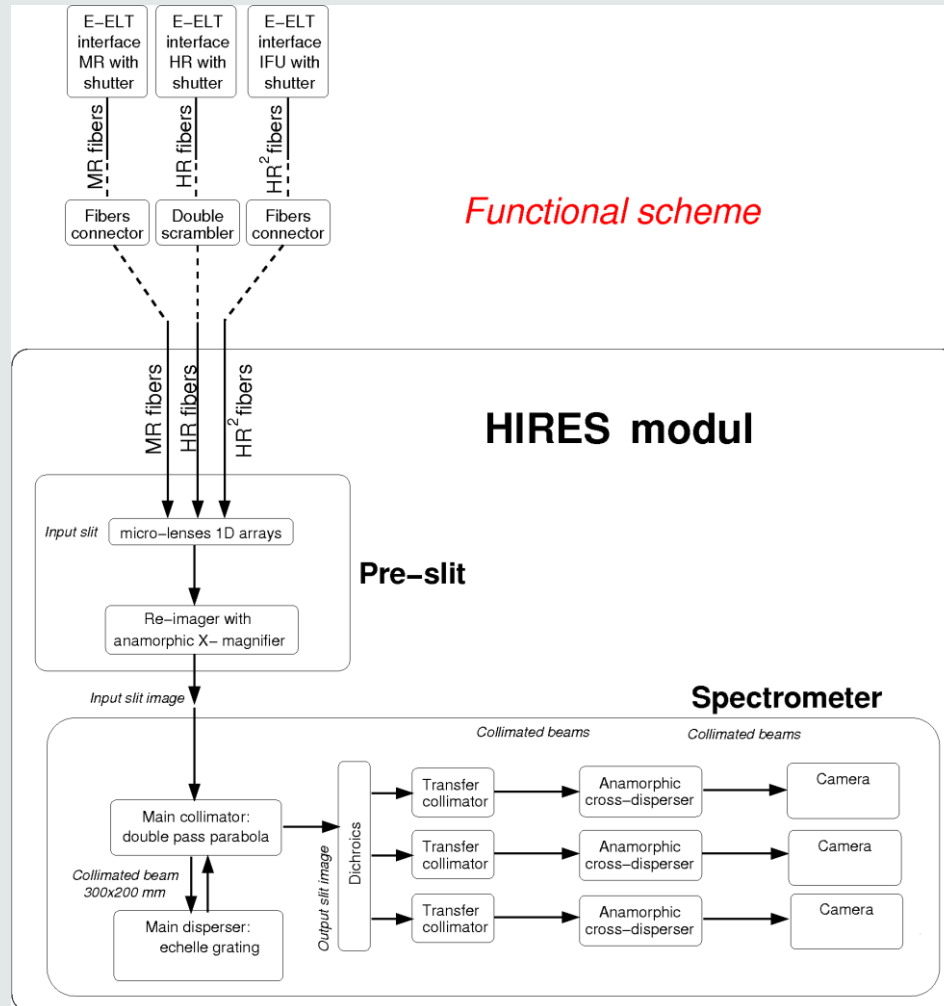 E-ELT
interface
MR with
shutter
E-ELT
interface
HR with
shutter
E-ELT
interface
IFU with
shutter
MR fibers
HR fibers
HR² fibers
Fibers
connector
Double
scrambler
Fibers
connector
Functional scheme
MR fibers
HR fibers
HR² fibers
HIRES modul
Input slit
micro-lenses 1D arrays
Pre-slit
Re-imager with
anamorphic X- magnifier
Input slit image
Spectrometer
Collimated beams
Collimated beams
Main collimator:
double pass parabola
Collimated beam
300x200 mm
Main disperser:
echelle grating
Output slit image
Dichroics
Transfer
collimator
Anamorphic
cross-disperser
Camera
Transfer
collimator
Anamorphic
cross-disperser
Camera
Transfer
collimator
Anamorphic
cross-disperser
Camera